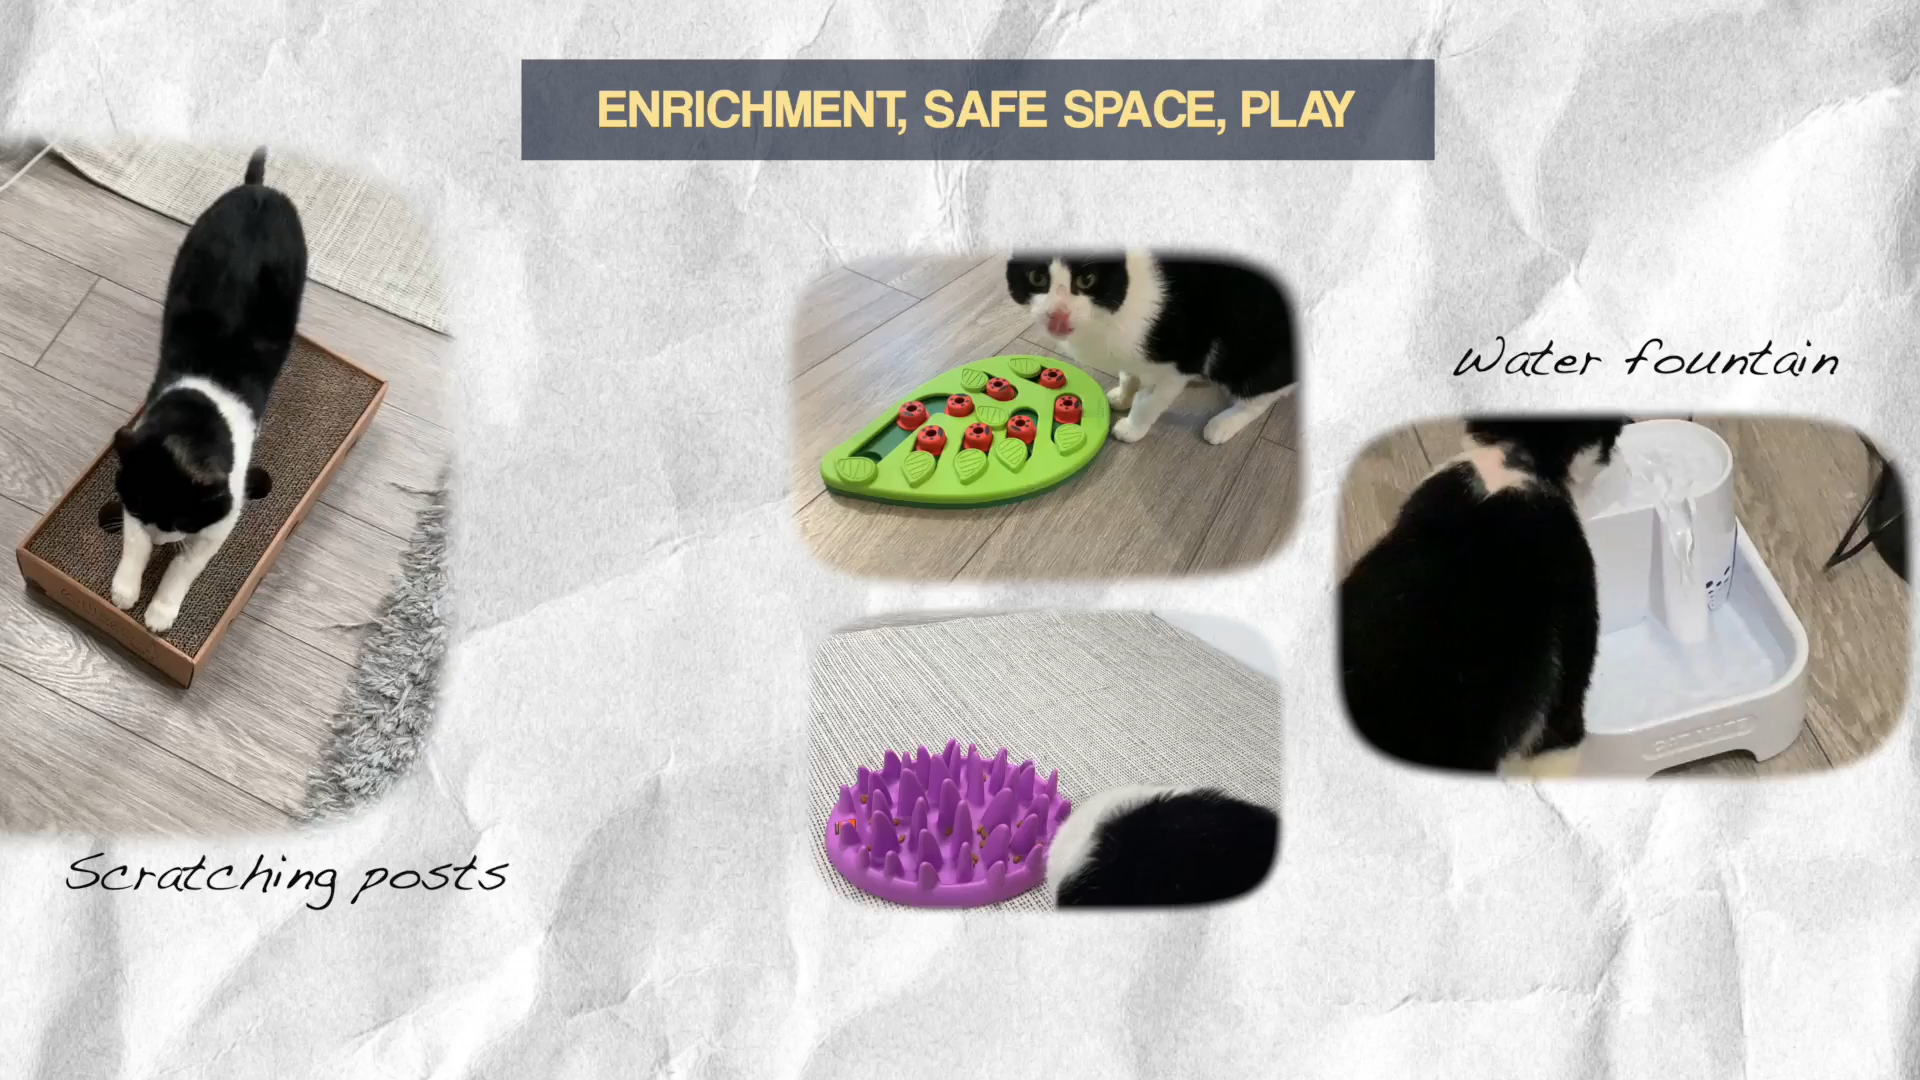 ENRICHMENT, SAFE SPACE, PLAY
Water fountain
Scratching posts